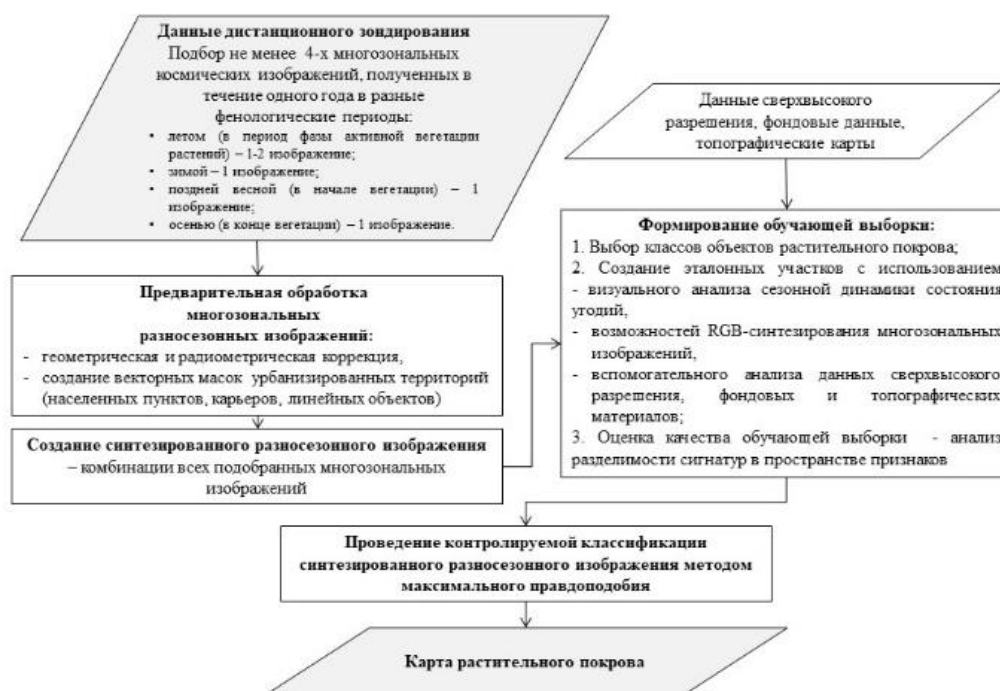 Данные дистанционного зондирования
Подбор не менее 4-х многозональных
космических изображений, полученных в
течение одного года в разные
фенологические периоды:
• летом (в период фазы активной вегетации
растений) – 1-2 изображение;
• зимой – 1 изображение;
• поздней весной (в начале вегетации) – 1
изображение;
• осенью (в конце вегетации) – 1 изображение.
Предварительная обработка
многозональных
разносезонных изображений:
- геометрическая и радиометрическая коррекция,
- создание векторных масок урбанизированных территорий
(населенных пунктов, карьеров, линейных объектов)
Создание синтезированного разносезонного изображения
– комбинации всех подобранных многозональных
изображений
Данные сверхвысокого
разрешения, фондовые данные,
топографические карты
Формирование обучающей выборки:
1. Выбор классов объектов растительного покрова;
2. Создание эталонных участков с использованием
- визуального анализа сезонной динамики состояния
угодий,
- возможностей RGB-синтезирования многозональных
изображений,
- вспомогательного анализа данных сверхвысокого
разрешения, фондовых и топографических
материалов;
3. Оценка качества обучающей выборки - анализ
разделимости сигнатур в пространстве признаков
Проведение контролируемой классификации
синтезированного разносезонного изображения методом
максимального правдоподобия
Карта растительного покрова